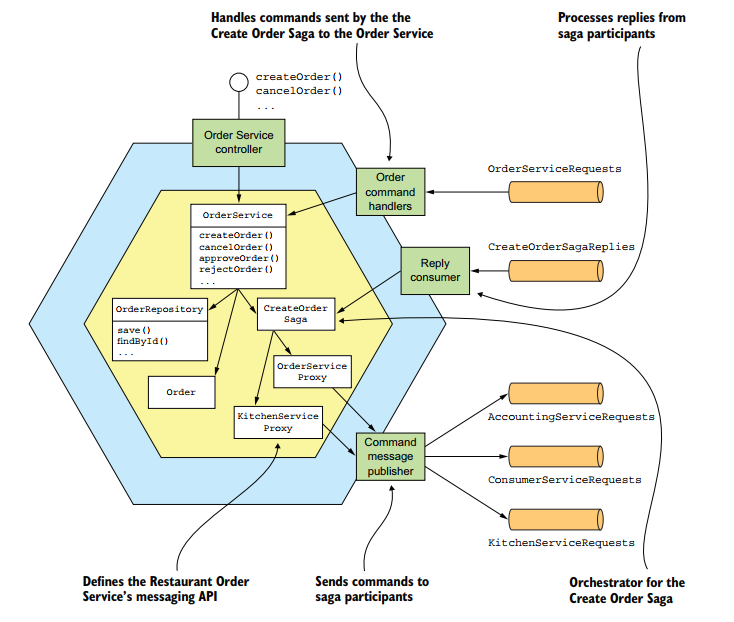 Handles commands sent by the the
Create Order Saga to the Order Service
Processes replies from
saga participants
createOrder()
cancelOrder()
...
Order Service
controller
Order
command
handlers
OrderServiceRequests
OrderService
createOrder()
cancelOrder()
approveOrder()
rejectOrder()
...
Reply
consumer
CreateOrderSagaReplies
OrderRepository
save()
findById()
...
CreateOrder
Saga
OrderService
Proxy
Order
KitchenService
Proxy
Command
message
publisher
AccountingServiceRequests
ConsumerServiceRequests
KitchenServiceRequests
Defines the Restaurant Order
Service's messaging API
Sends commands to
saga participants
Orchestrator for the
Create Order Saga